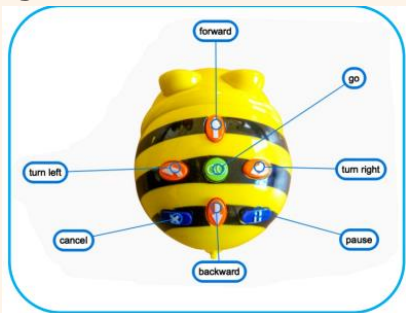 forward
go
turn left
turn right
cancel
pause
backward